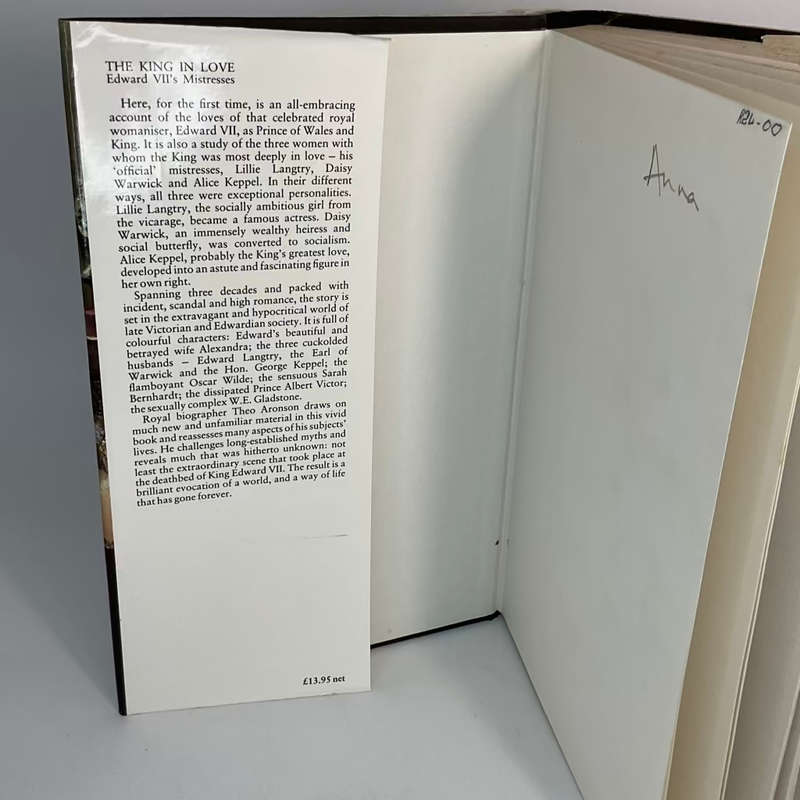 THE KING IN LOVE
Edward VII's Mistresses
Here, for the first time, is an all-embracing
account of the loves of that celebrated royal
womaniser, Edward VII, as Prince of Wales and
King. It is also a study of the three women with
whom the King was most deeply in love – his
'official' mistresses, Lillie Langtry, Daisy
Warwick and Alice Keppel. In their different
ways, all three were exceptional personalities.
Lillie Langtry, the socially ambitious girl from
the vicarage, became a famous actress. Daisy
Warwick, an immensely wealthy heiress and
social butterfly, was converted to socialism.
Alice Keppel, probably the King's greatest love,
developed into an astute and fascinating figure in
her own right.
Spanning three decades and packed with
incident, scandal and high romance, the story is
set in the extravagant and hypocritical world of
late Victorian and Edwardian society. It is full of
colourful characters: Edward's beautiful and
betrayed wife Alexandra; the three cuckolded
husbands – Edward Langtry, the Earl of
Warwick and the Hon. George Keppel; the
flamboyant Oscar Wilde; the sensuous Sarah
Bernhardt; the dissipated Prince Albert Victor;
the sexually complex W.E. Gladstone.
Royal biographer Theo Aronson draws on
much new and unfamiliar material in this vivid
book and reassesses many aspects of his subjects'
lives. He challenges long-established myths and
reveals much that was hitherto unknown: not
least the extraordinary scene that took place at
the deathbed of King Edward VII. The result is a
brilliant evocation of a world, and a way of life
that has gone forever.
£13.95 net
R24-00
Anna